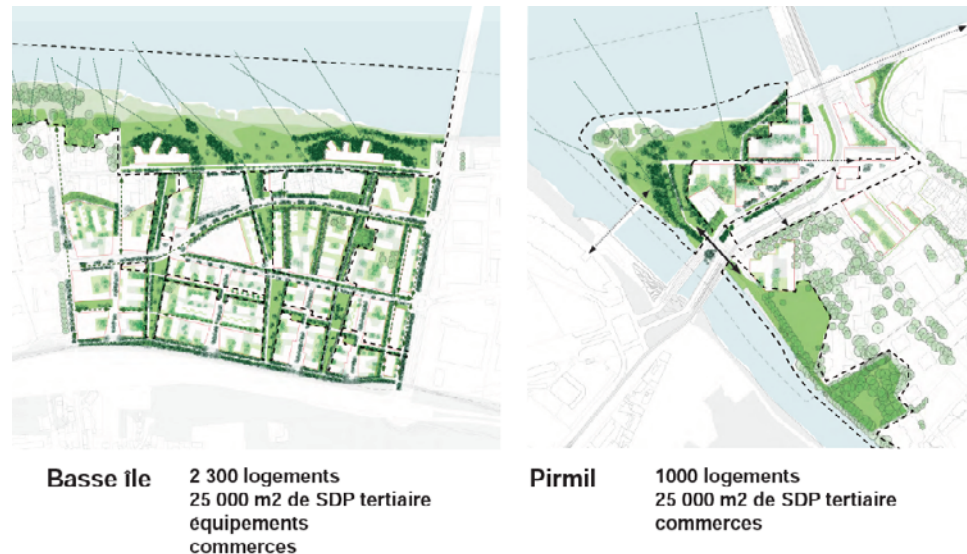 Basse île
2 300 logements
25 000 m2 de SDP tertiaire
équipements
commerces
Pirmil
1000 logements
25 000 m2 de SDP tertiaire
commerces